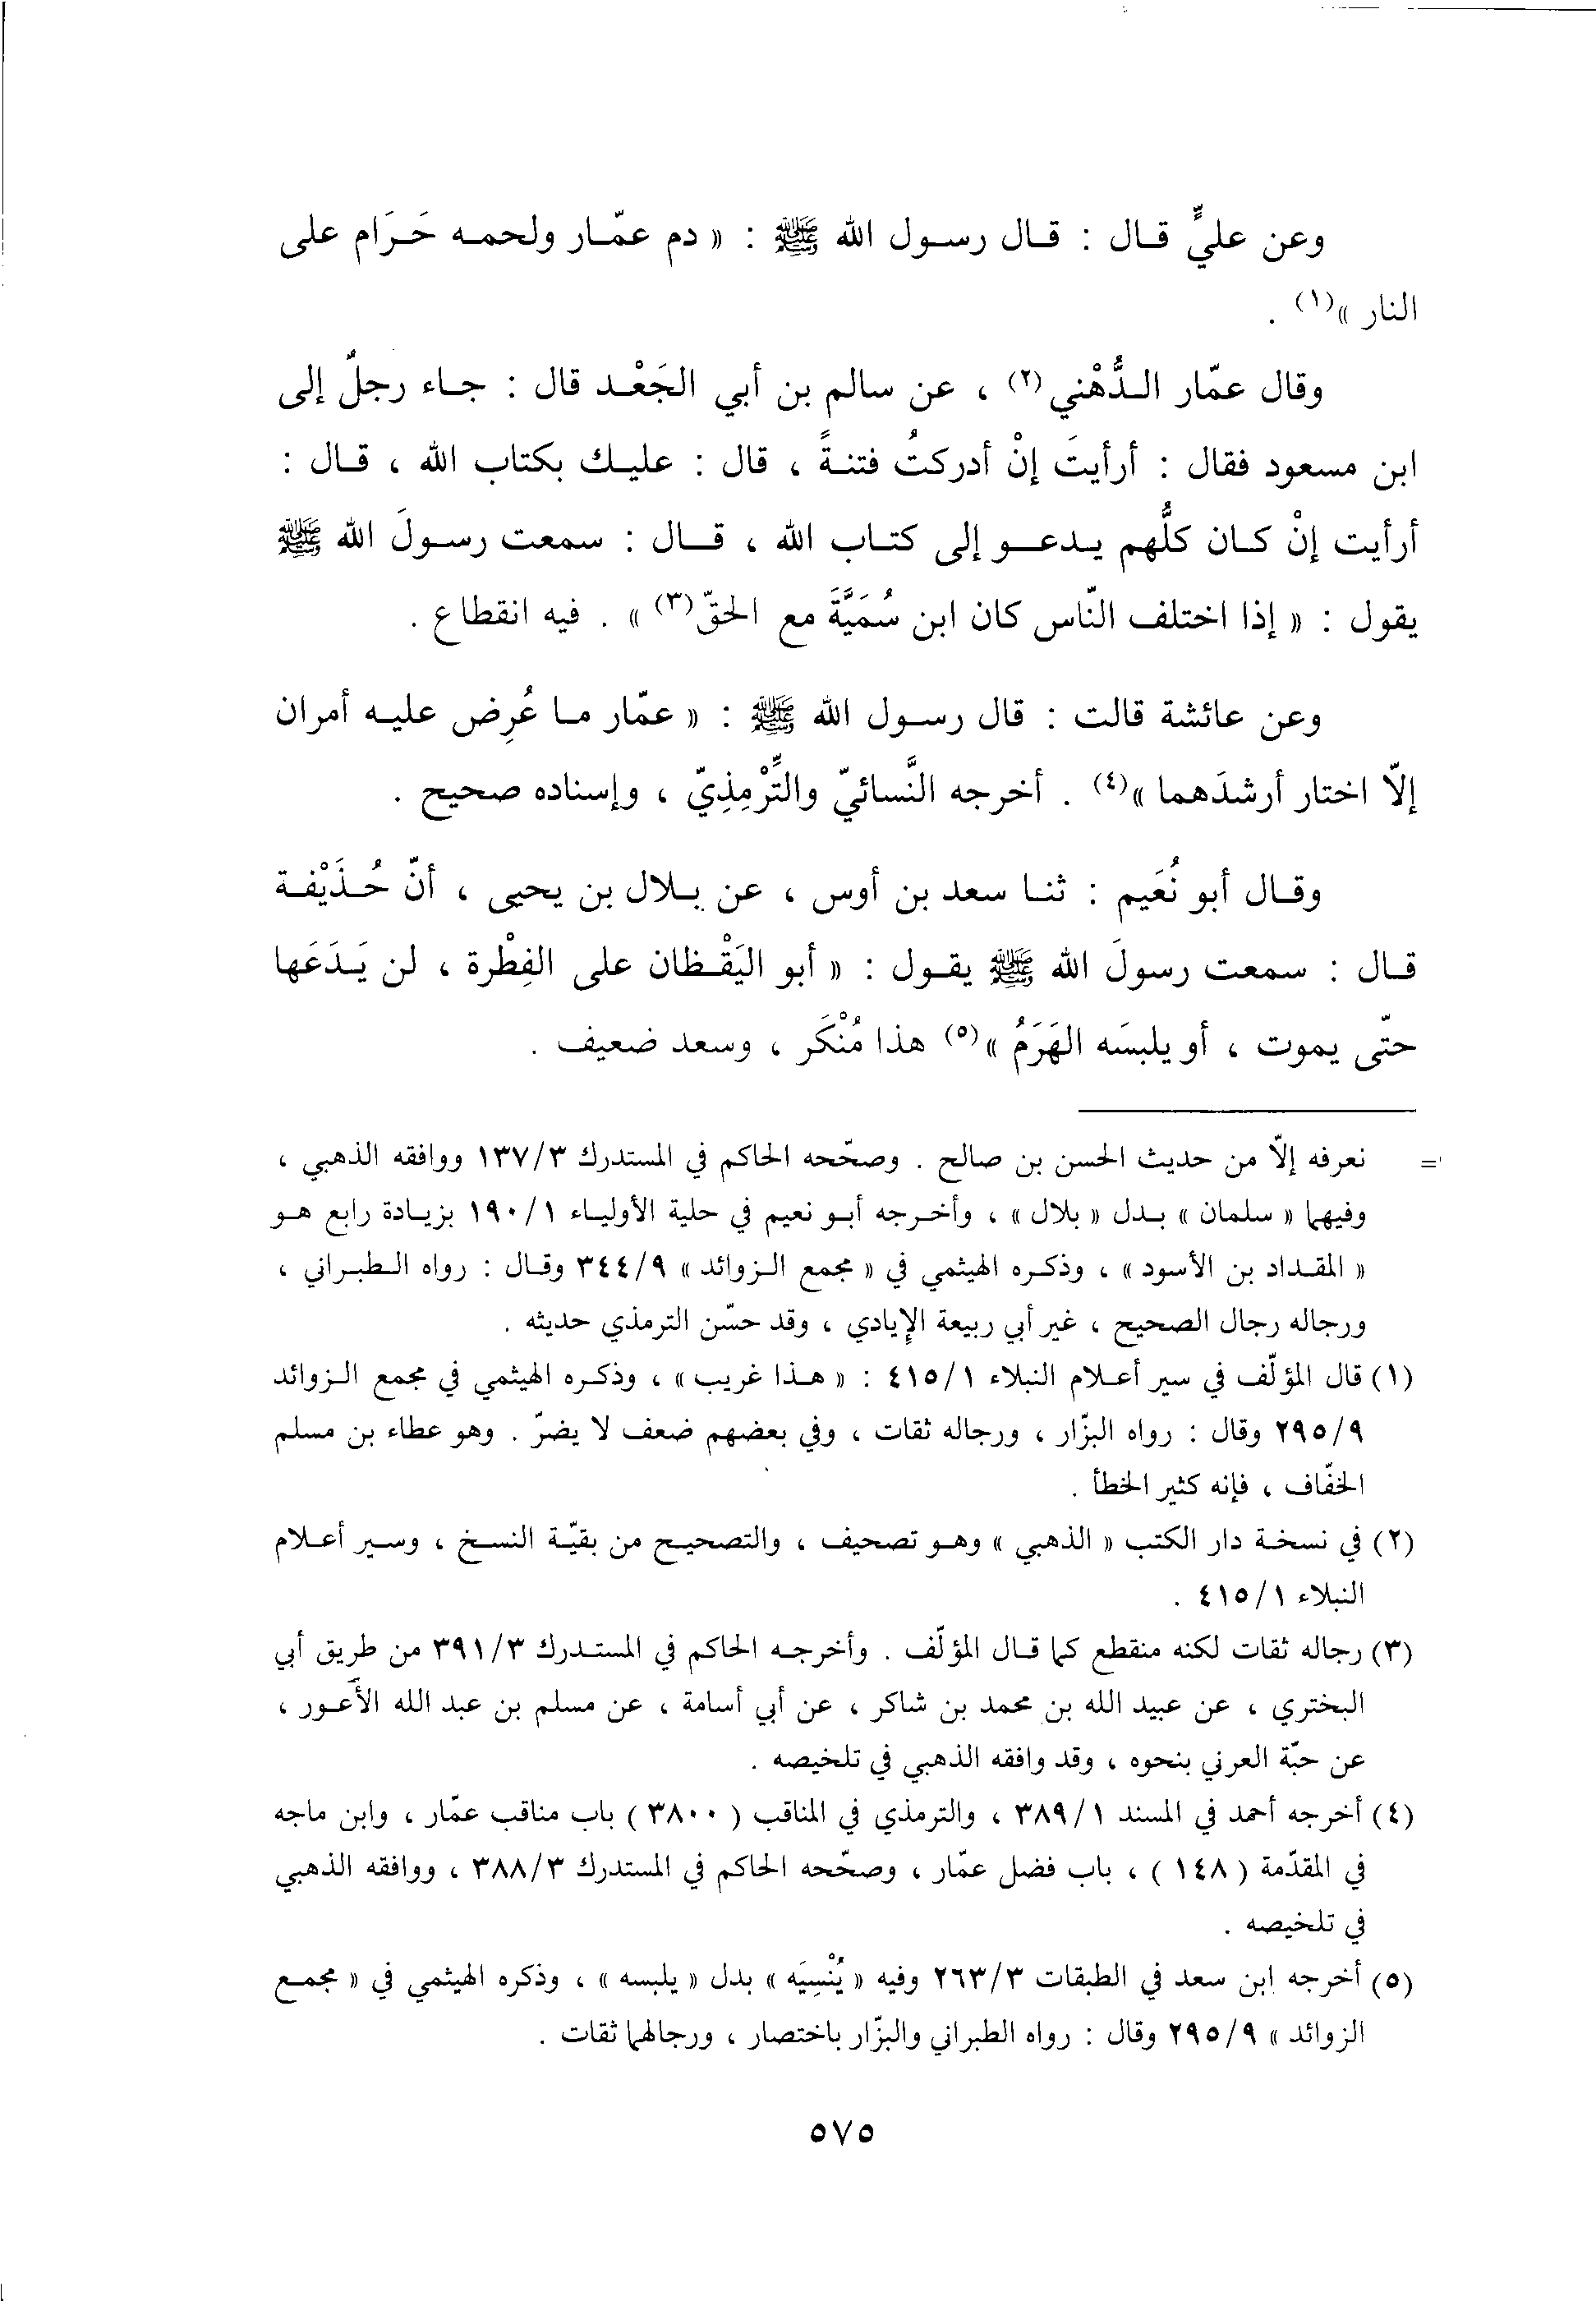 وعن عليٍّ قال : قال رسول الله ﷺ : « دم عمّار ولحمه حَرَام على
النار »(١) .
وقال عمّار الدُّهْني(٢) ، عن سالم بن أبي الجَعْد قال : جاء رجلٌ إلى
ابن مسعود فقال : أرأيتَ إنْ أدركتُ فتنةً ، قال : عليك بكتاب الله ، قال :
أرأيت إنْ كان كلُّهم يدعو إلى كتاب الله ، قال : سمعت رسولَ الله ﷺ
يقول : « إذا اختلف النّاس كان ابن سُمَيَّةَ مع الحقّ(٣) » . فيه انقطاع .
وعن عائشة قالت : قال رسول الله ﷺ : « عمّار ما عُرِض عليه أمران
إلّا اختار أرشدَهما »(٤) . أخرجه النَّسائيّ والتِّرْمِذِيّ ، وإسناده صحيح .
وقال أبو نُعَيم : ثنا سعد بن أوس ، عن بلال بن يحيى ، أنّ حُذَيْفة
قال : سمعت رسولَ الله ﷺ يقول : « أبو اليَقْظان على الفِطْرة ، لن يَدَعَها
حتّى يموت ، أو يلبسَه الهَرَمُ »(٥) هذا مُنْكَر ، وسعد ضعيف .
= نعرفه إلّا من حديث الحسن بن صالح . وصحّحه الحاكم في المستدرك ١٣٧/٣ ووافقه الذهبي ،
وفيهما « سلمان » بدل « بلال » ، وأخرجه أبو نعيم في حلية الأولياء ١٩٠/١ بزيادة رابع هو
« المقداد بن الأسود » ، وذكره الهيثمي في « مجمع الزوائد » ٣٤٤/٩ وقال : رواه الطبراني ،
ورجاله رجال الصحيح ، غير أبي ربيعة الإيادي ، وقد حسّن الترمذي حديثه .
(١) قال المؤلّف في سير أعلام النبلاء ٤١٥/١ : « هذا غريب » ، وذكره الهيثمي في مجمع الزوائد
٢٩٥/٩ وقال : رواه البزّار ، ورجاله ثقات ، وفي بعضهم ضعف لا يضرّ . وهو عطاء بن مسلم
الخفّاف ، فإنه كثير الخطأ .
(٢) في نسخة دار الكتب « الذهبي » وهو تصحيف ، والتصحيح من بقيّة النسخ ، وسير أعلام
النبلاء ٤١٥/١ .
(٣) رجاله ثقات لكنه منقطع كما قال المؤلّف . وأخرجه الحاكم في المستدرك ٣٩١/٣ من طريق أبي
البختري ، عن عبيد الله بن محمد بن شاكر ، عن أبي أسامة ، عن مسلم بن عبد الله الأعور ،
عن حبّة العرني بنحوه ، وقد وافقه الذهبي في تلخيصه .
(٤) أخرجه أحمد في المسند ٣٨٩/١ ، والترمذي في المناقب ( ٣٨٠٠ ) باب مناقب عمّار ، وابن ماجه
في المقدّمة ( ١٤٨ ) ، باب فضل عمّار ، وصحّحه الحاكم في المستدرك ٣٨٨/٣ ، ووافقه الذهبي
في تلخيصه .
(٥) أخرجه ابن سعد في الطبقات ٢٦٣/٣ وفيه « يُنْسِيَه » بدل « يلبسه » ، وذكره الهيثمي في « مجمع
الزوائد » ٢٩٥/٩ وقال : رواه الطبراني والبزّار باختصار ، ورجالهما ثقات .
٥٧٥